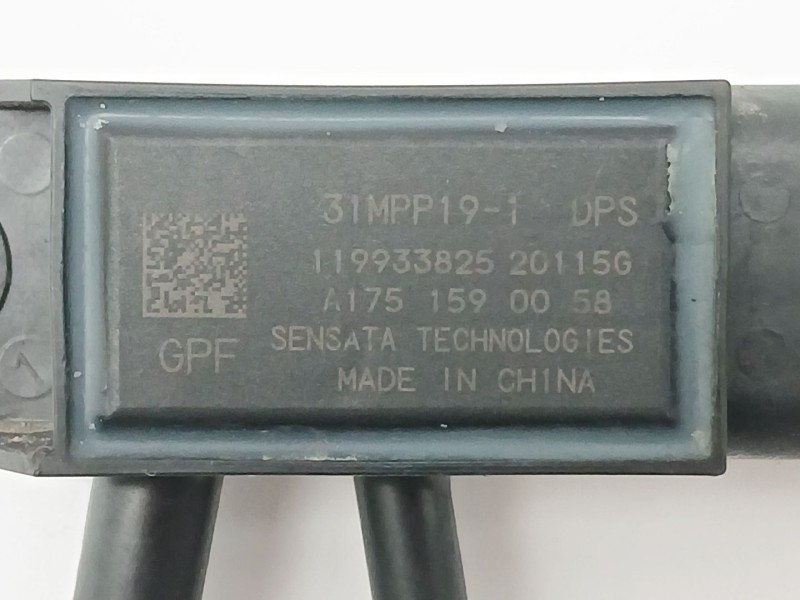 31MPP19-1 DPS
119933825 20115G
A175 159 00 58
GPF
SENSATA TECHNOLOGIES
MADE IN CHINA